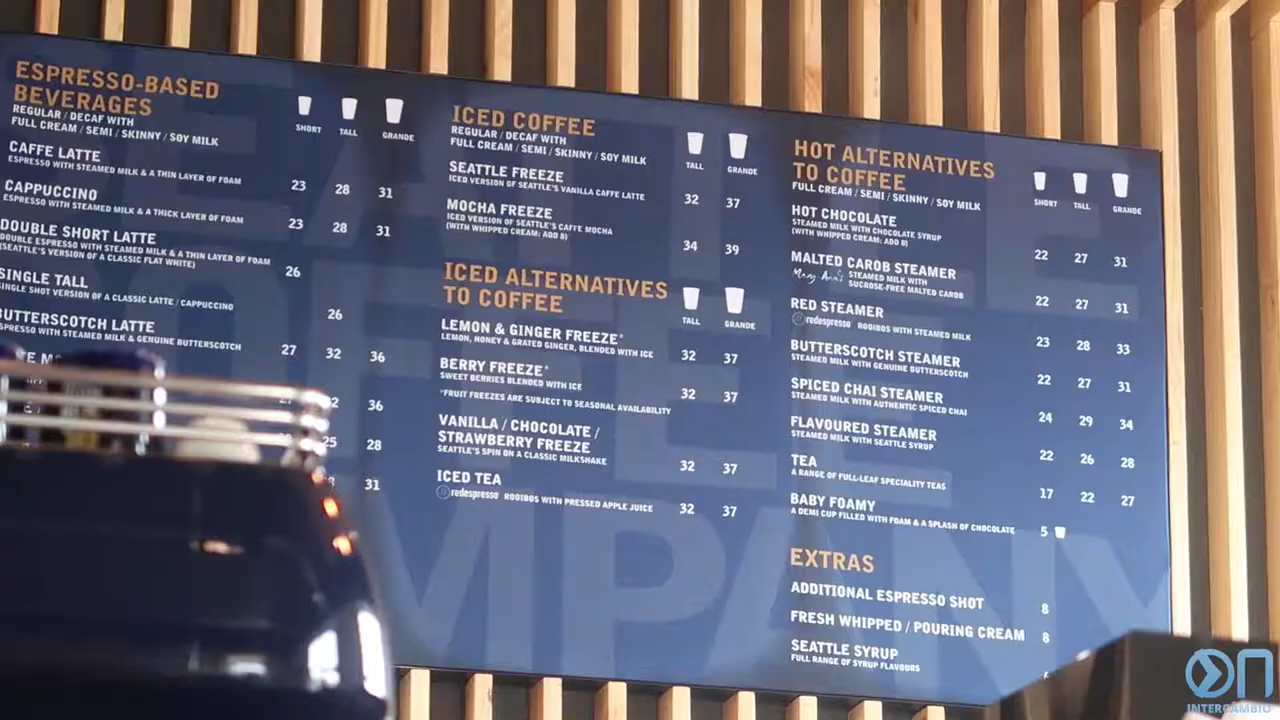 ESPRESSO-BASED
BEVERAGES
REGULAR / DECAF WITH
FULL CREAM / SEMI / SKINNY / SOY MILK
SHORT TALL GRANDE
CAFFE LATTE
ESPRESSO WITH STEAMED MILK & A THIN LAYER OF FOAM
23 28 31
CAPPUCCINO
ESPRESSO WITH STEAMED MILK & A THICK LAYER OF FOAM
23 28 31
DOUBLE SHORT LATTE
DOUBLE ESPRESSO WITH STEAMED MILK & A THIN LAYER OF FOAM
(SEATTLE'S VERSION OF A CLASSIC FLAT WHITE)
26
SINGLE TALL
SINGLE SHOT VERSION OF A CLASSIC LATTE / CAPPUCCINO
26
BUTTERSCOTCH LATTE
ESPRESSO WITH STEAMED MILK & GENUINE BUTTERSCOTCH
27 32 36
36
25 28
31
ICED COFFEE
REGULAR / DECAF WITH
FULL CREAM / SEMI / SKINNY / SOY MILK
TALL GRANDE
SEATTLE FREEZE
ICED VERSION OF SEATTLE'S VANILLA CAFFE LATTE
32 37
MOCHA FREEZE
ICED VERSION OF SEATTLE'S CAFFE MOCHA
(WITH WHIPPED CREAM: ADD 8)
34 39
ICED ALTERNATIVES
TO COFFEE
TALL GRANDE
LEMON & GINGER FREEZE*
LEMON, HONEY & GRATED GINGER, BLENDED WITH ICE
32 37
BERRY FREEZE*
SWEET BERRIES BLENDED WITH ICE
32 37
*FRUIT FREEZES ARE SUBJECT TO SEASONAL AVAILABILITY
VANILLA / CHOCOLATE /
STRAWBERRY FREEZE
SEATTLE'S SPIN ON A CLASSIC MILKSHAKE
32 37
ICED TEA
redespresso ROOIBOS WITH PRESSED APPLE JUICE
32 37
HOT ALTERNATIVES
TO COFFEE
FULL CREAM / SEMI / SKINNY / SOY MILK
SHORT TALL GRANDE
HOT CHOCOLATE
STEAMED MILK WITH CHOCOLATE SYRUP
(WITH WHIPPED CREAM: ADD 8)
22 27 31
MALTED CAROB STEAMER
Mary-Ann's STEAMED MILK WITH
SUCROSE-FREE MALTED CAROB
22 27 31
RED STEAMER
redespresso ROOIBOS WITH STEAMED MILK
23 28 33
BUTTERSCOTCH STEAMER
STEAMED MILK WITH GENUINE BUTTERSCOTCH
22 27 31
SPICED CHAI STEAMER
STEAMED MILK WITH AUTHENTIC SPICED CHAI
24 29 34
FLAVOURED STEAMER
STEAMED MILK WITH SEATTLE SYRUP
22 26 28
TEA
A RANGE OF FULL-LEAF SPECIALITY TEAS
17 22 27
BABY FOAMY
A DEMI CUP FILLED WITH FOAM & A SPLASH OF CHOCOLATE
5
EXTRAS
ADDITIONAL ESPRESSO SHOT 8
FRESH WHIPPED / POURING CREAM 8
SEATTLE SYRUP
FULL RANGE OF SYRUP FLAVOURS
ON
INTERCAMBIO